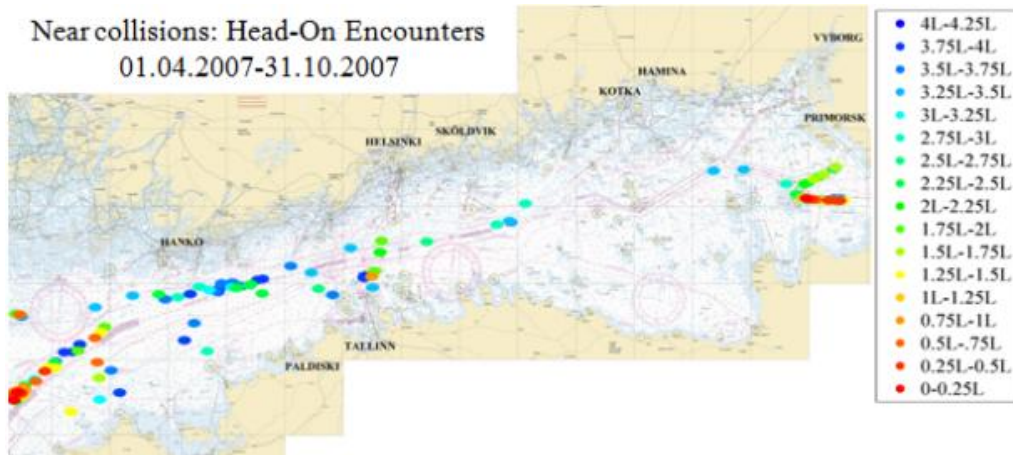 Near collisions: Head-On Encounters
01.04.2007-31.10.2007
VYBORG
HAMINA
KOTKA
PRIMORSK
SKÖLDVIK
HELSINKI
HANKO
TALLINN
PALDISKI
4L-4.25L
3.75L-4L
3.5L-3.75L
3.25L-3.5L
3L-3.25L
2.75L-3L
2.5L-2.75L
2.25L-2.5L
2L-2.25L
1.75L-2L
1.5L-1.75L
1.25L-1.5L
1L-1.25L
0.75L-1L
0.5L-.75L
0.25L-0.5L
0-0.25L